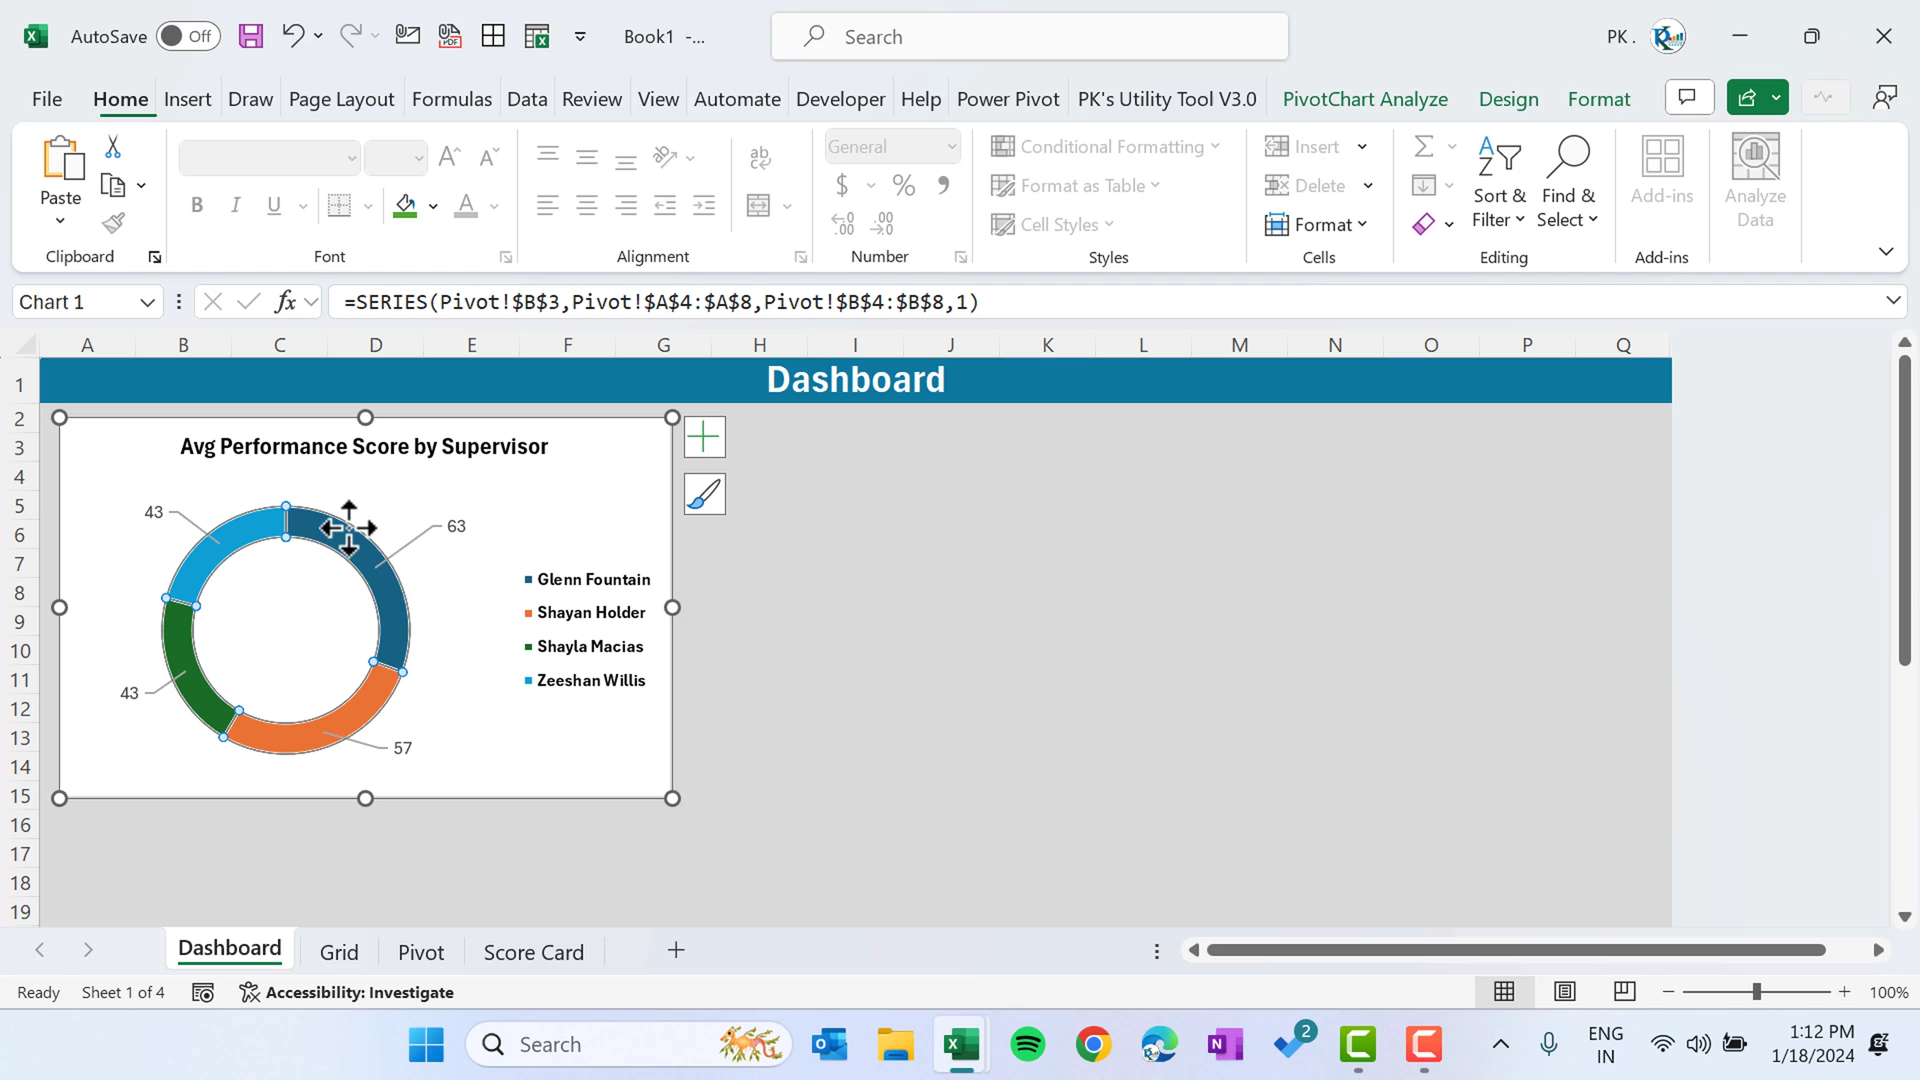 AutoSave Off Book1 -... Search PK .
File Home Insert Draw Page Layout Formulas Data Review View Automate Developer Help Power Pivot PK's Utility Tool V3.0 PivotChart Analyze Design Format
Paste
Clipboard
B I U A
Font
ab
Alignment
General
$ %
Number
Conditional Formatting
Format as Table
Cell Styles
Styles
Insert
Delete
Format
Cells
Sort & Filter
Find & Select
Editing
Add-ins
Add-ins
Analyze Data
Chart 1 fx =SERIES(Pivot!$B$3,Pivot!$A$4:$A$8,Pivot!$B$4:$B$8,1)
A B C D E F G H I J K L M N O P Q
1 Dashboard
2
3 Avg Performance Score by Supervisor
4
5 43
6 63
7
8 Glenn Fountain
9 Shayan Holder
10 Shayla Macias
11 Zeeshan Willis
12 43
13 57
14
15
16
17
18
19
Dashboard Grid Pivot Score Card
Ready Sheet 1 of 4 Accessibility: Investigate 100%
Search 2 ENG IN 1:12 PM 1/18/2024